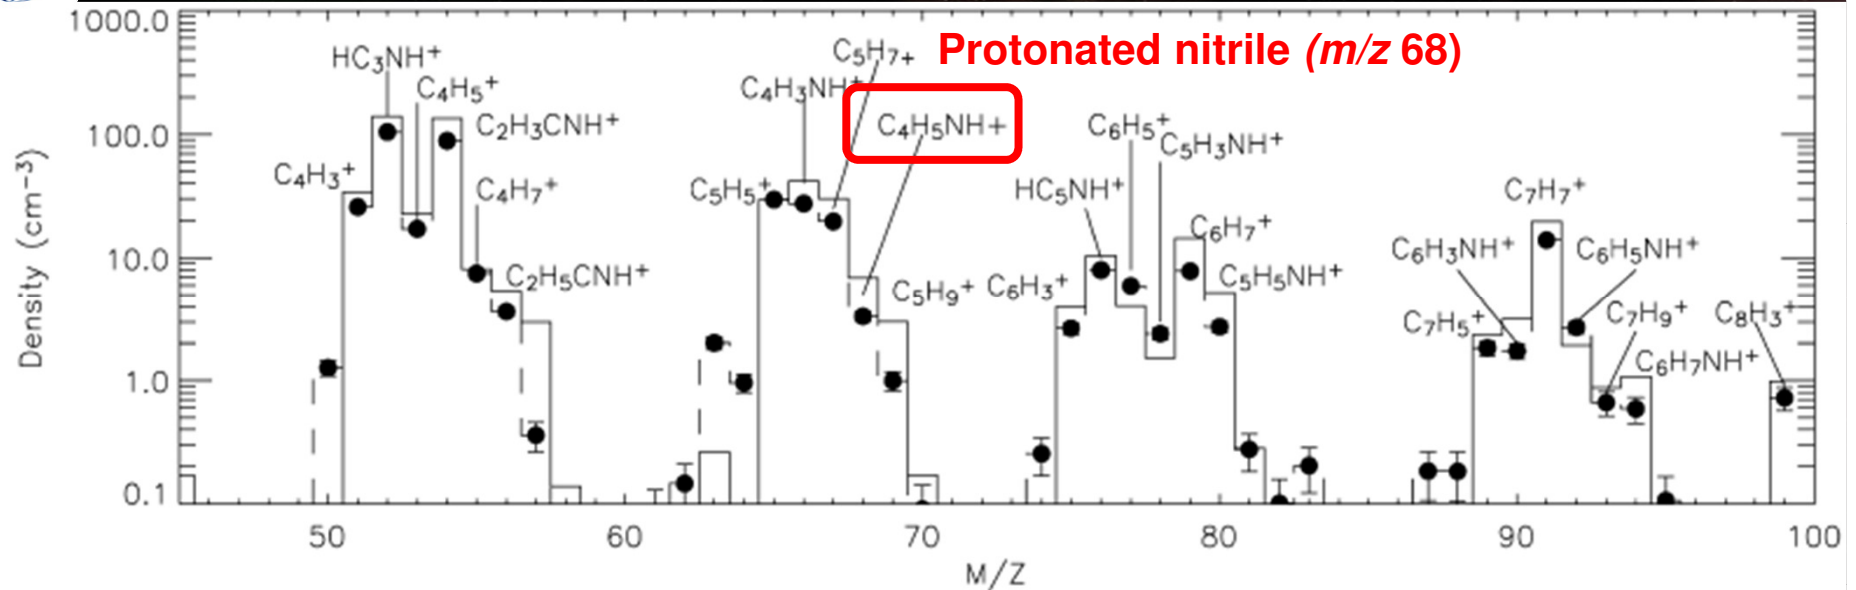 Protonated nitrile (m/z 68)
1000.0
100.0
10.0
1.0
0.1
Density (cm⁻³)
HC₃NH⁺
C₄H₅⁺
C₂H₃CNH⁺
C₄H₃⁺
C₄H₇⁺
C₂H₅CNH⁺
C₅H₇+
C₄H₃NH⁺
C₄H₅NH+
C₅H₅⁺
C₅H₉⁺
C₆H₅⁺
C₅H₃NH⁺
HC₅NH⁺
C₆H₇⁺
C₆H₃⁺
C₅H₅NH⁺
C₇H₇⁺
C₆H₃NH⁺
C₆H₅NH⁺
C₇H₅⁺
C₇H₉⁺
C₈H₃⁺
C₆H₇NH⁺
50 60 70 80 90 100
M/Z